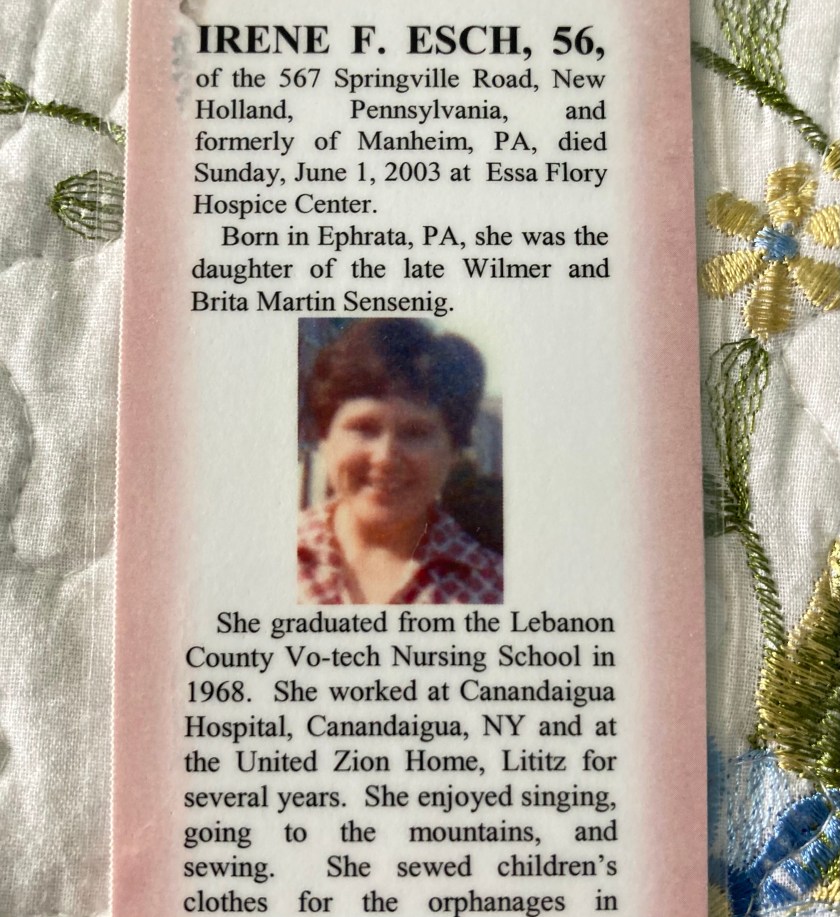 IRENE F. ESCH, 56,
of the 567 Springville Road, New
Holland, Pennsylvania, and
formerly of Manheim, PA, died
Sunday, June 1, 2003 at Essa Flory
Hospice Center.
Born in Ephrata, PA, she was the
daughter of the late Wilmer and
Brita Martin Sensenig.
She graduated from the Lebanon
County Vo-tech Nursing School in
1968. She worked at Canandaigua
Hospital, Canandaigua, NY and at
the United Zion Home, Lititz for
several years. She enjoyed singing,
going to the mountains, and
sewing. She sewed children's
clothes for the orphanages in